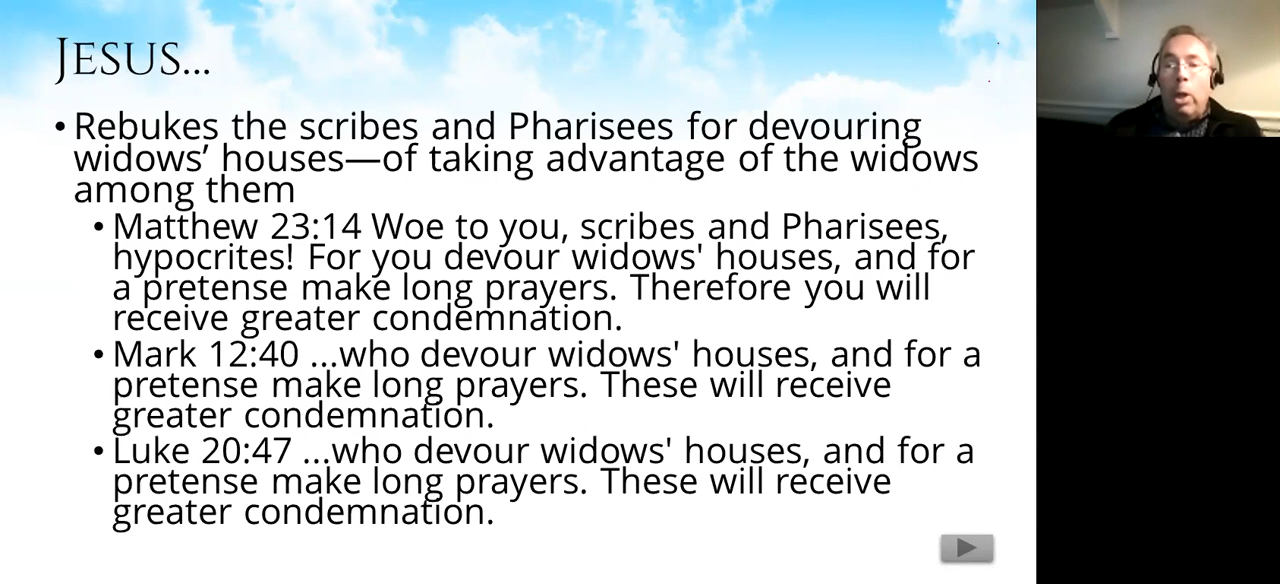 Jesus...
• Rebukes the scribes and Pharisees for devouring
widows’ houses—of taking advantage of the widows
among them
• Matthew 23:14 Woe to you, scribes and Pharisees,
hypocrites! For you devour widows' houses, and for
a pretense make long prayers. Therefore you will
receive greater condemnation.
• Mark 12:40 ...who devour widows' houses, and for a
pretense make long prayers. These will receive
greater condemnation.
• Luke 20:47 ...who devour widows' houses, and for a
pretense make long prayers. These will receive
greater condemnation.